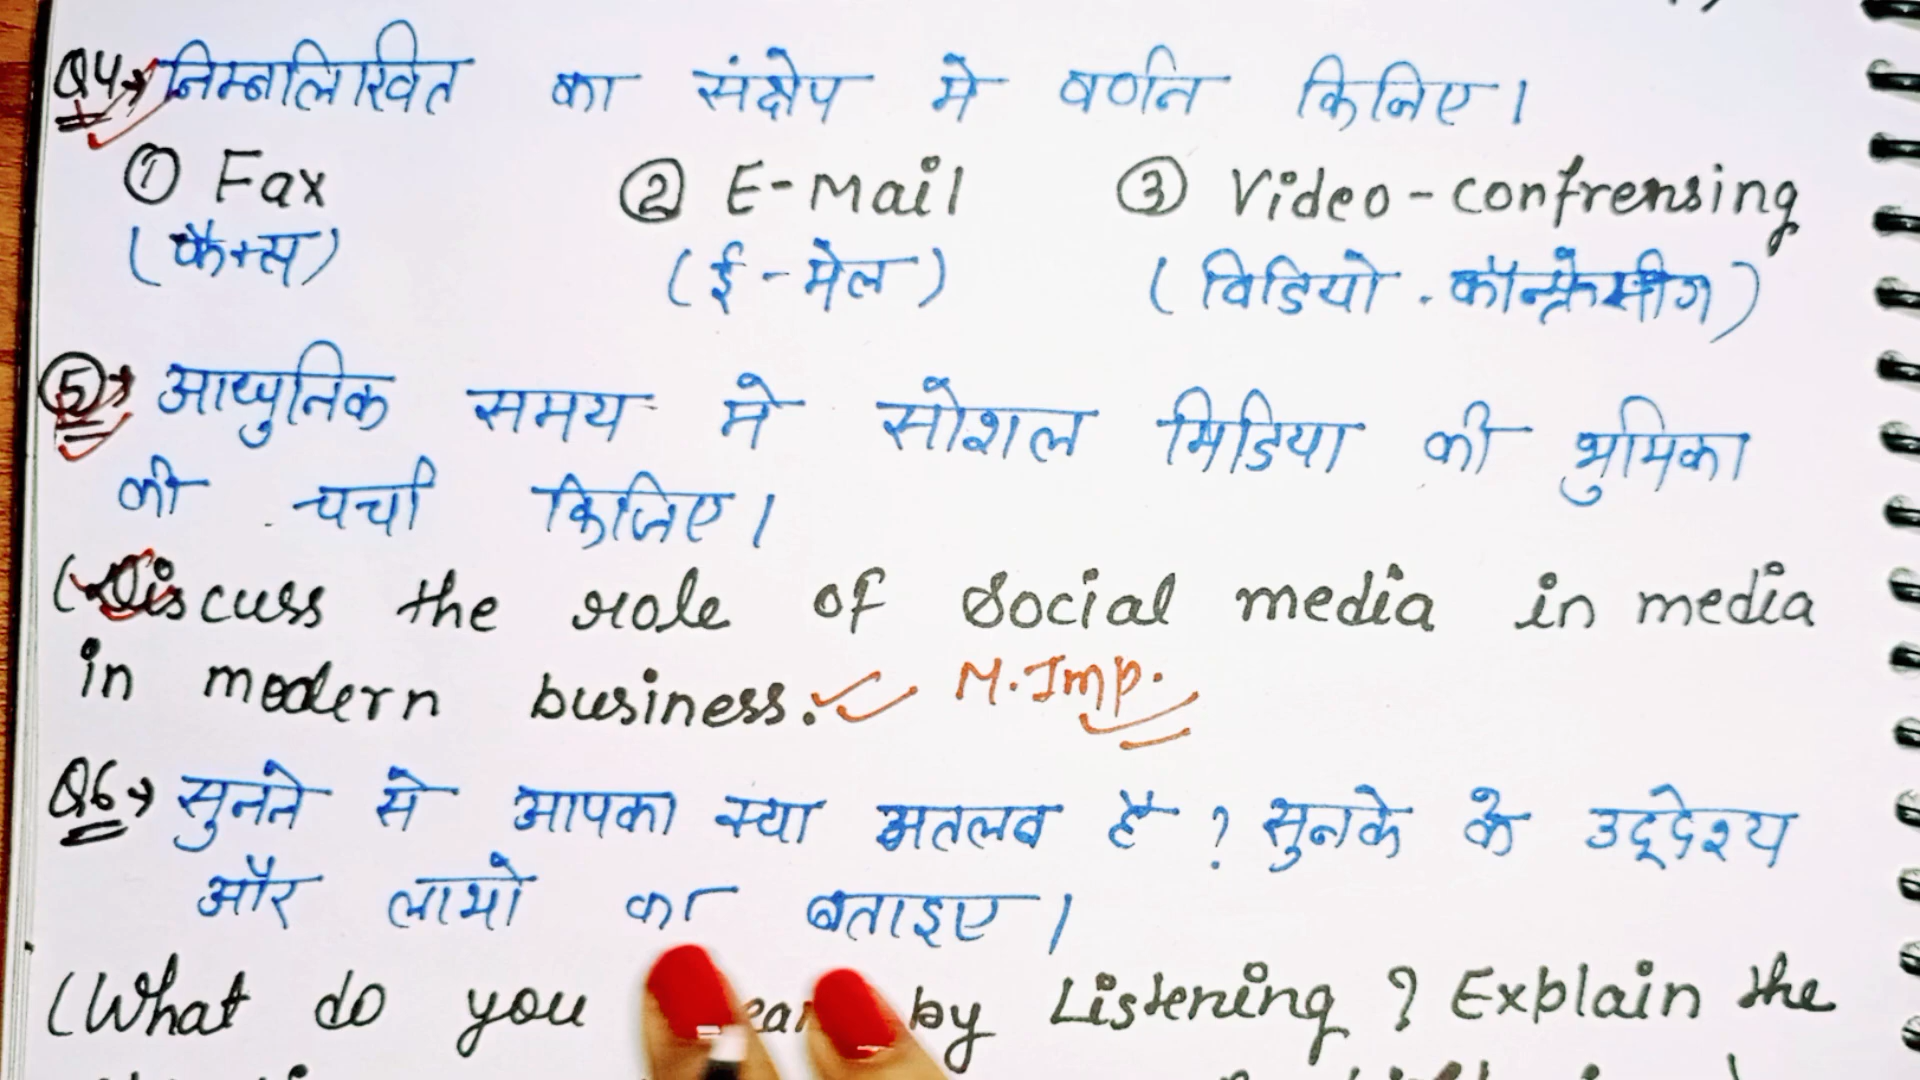 Q4→ निम्नलिखित का संक्षेप मे वर्णन किजिए।
① Fax ② E-Mail ③ Video-confrensing
(फैक्स) (ई-मेल) (विडियो - कॉन्फ्रेसींग)
⑤→ आधुनिक समय मे सोशल मिडिया की भुमिका
की चर्चा किजिए।
(Discuss the role of social media in media
in modern business. M.Imp.
Q6→ सुनने से आपका क्या मतलब है ? सुनके के उद्देश्य
और लाभो का बताइए।
(What do you by Listening ? Explain the